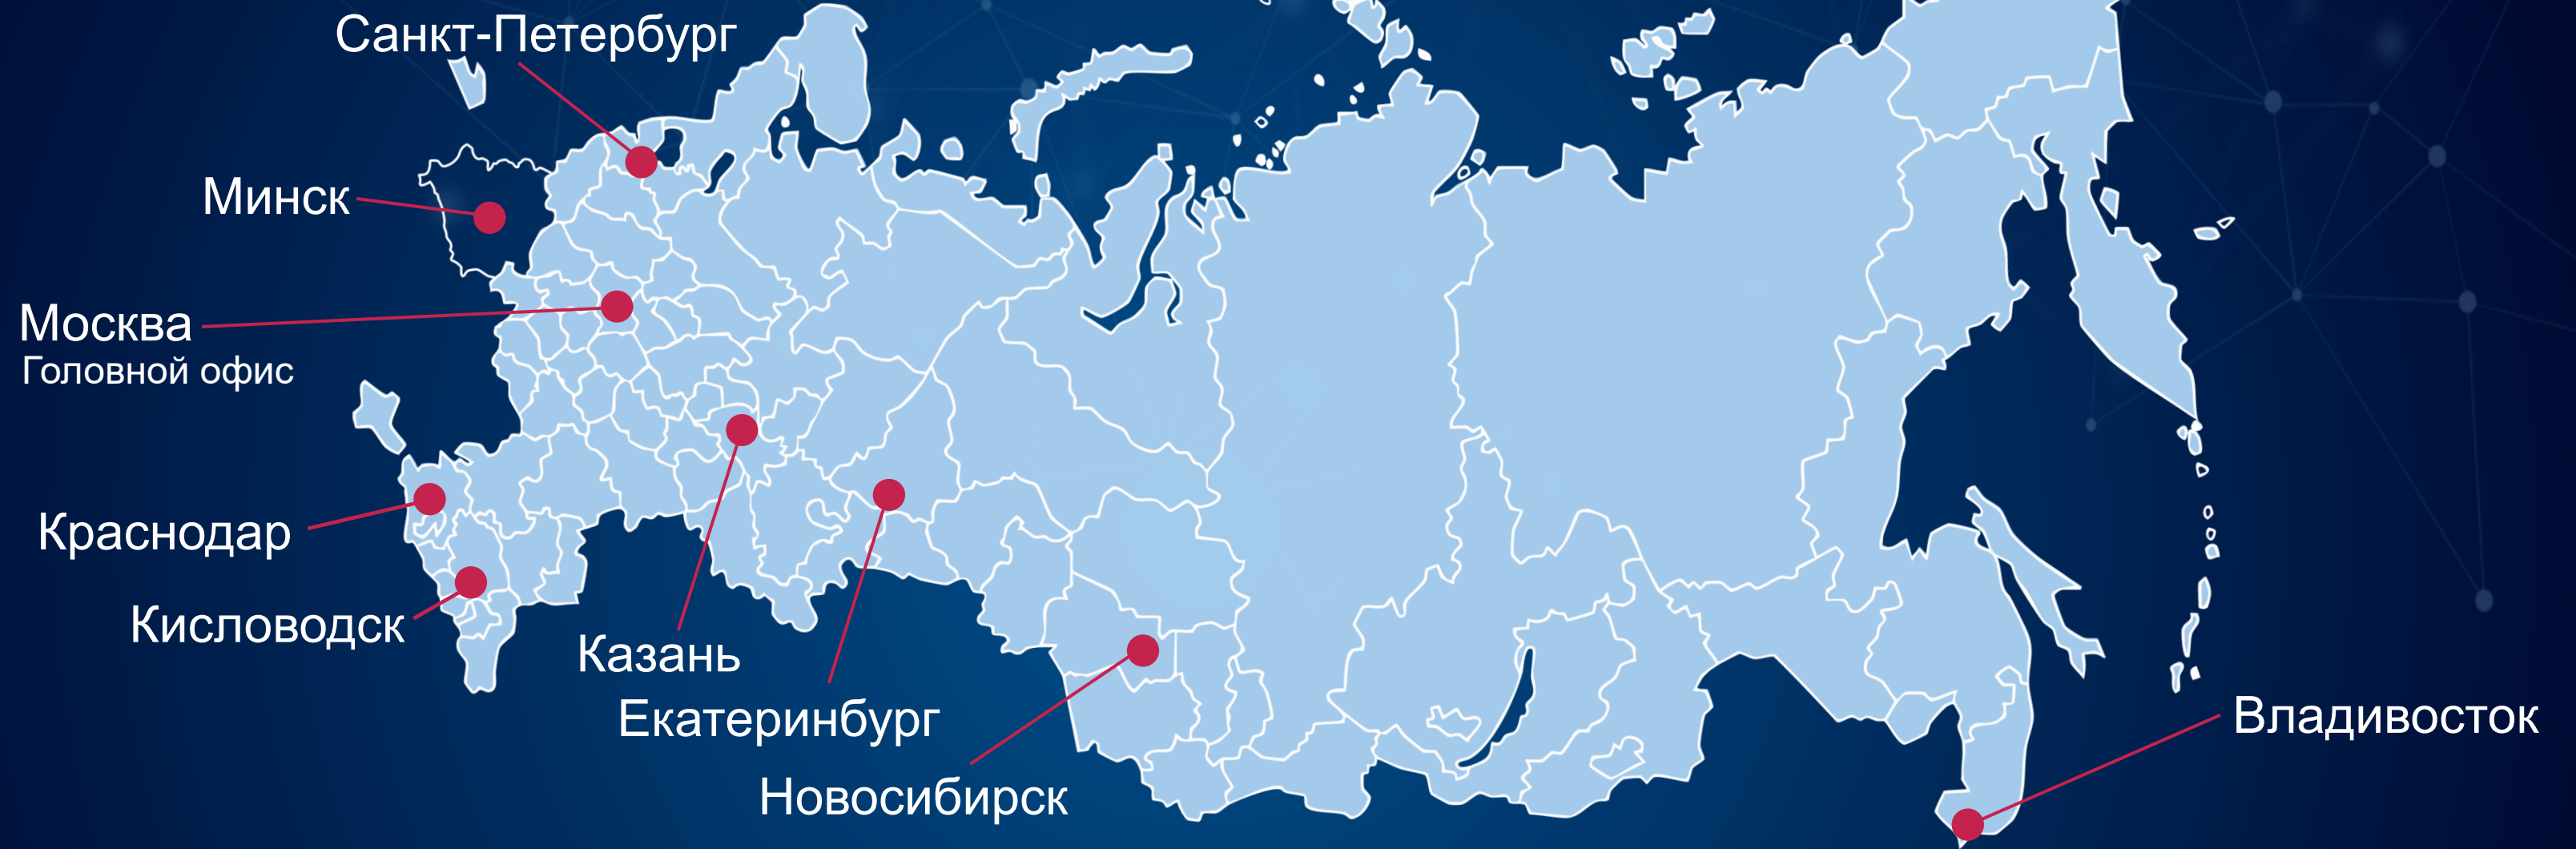 Санкт-Петербург
Минск
Москва
Головной офис
Краснодар
Кисловодск
Казань
Екатеринбург
Новосибирск
Владивосток